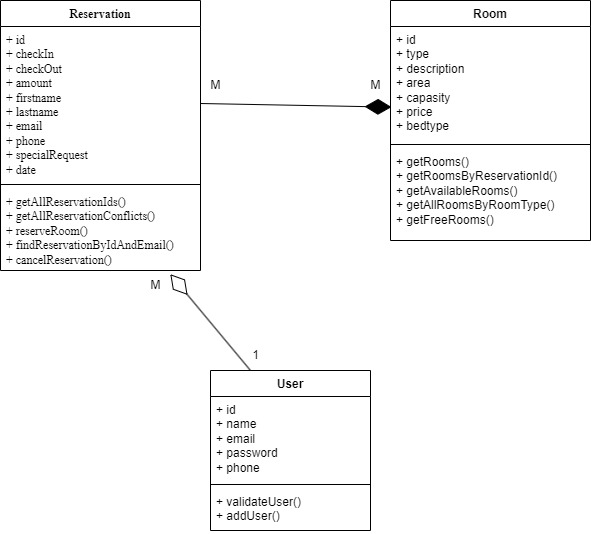 Reservation
+ id
+ checkIn
+ checkOut
+ amount
+ firstname
+ lastname
+ email
+ phone
+ specialRequest
+ date
+ getAllReservationIds()
+ getAllReservationConflicts()
+ reserveRoom()
+ findReservationByIdAndEmail()
+ cancelReservation()
M
M
Room
+ id
+ type
+ description
+ area
+ capasity
+ price
+ bedtype
+ getRooms()
+ getRoomsByReservationId()
+ getAvailableRooms()
+ getAllRoomsByRoomType()
+ getFreeRooms()
M
1
User
+ id
+ name
+ email
+ password
+ phone
+ validateUser()
+ addUser()